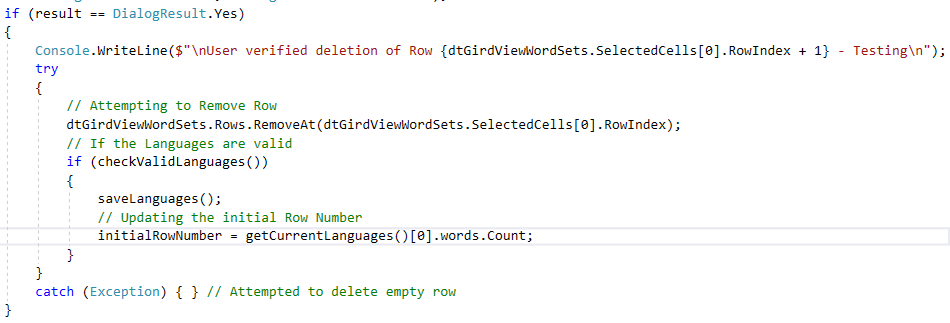 if (result == DialogResult.Yes)
{
    Console.WriteLine($"\nUser verified deletion of Row {dtGirdViewWordSets.SelectedCells[0].RowIndex + 1} - Testing\n");
    try
    {
        // Attempting to Remove Row
        dtGirdViewWordSets.Rows.RemoveAt(dtGirdViewWordSets.SelectedCells[0].RowIndex);
        // If the Languages are valid
        if (checkValidLanguages())
        {
            saveLanguages();
            // Updating the initial Row Number
            initialRowNumber = getCurrentLanguages()[0].words.Count;
        }
    }
    catch (Exception) { } // Attempted to delete empty row
}